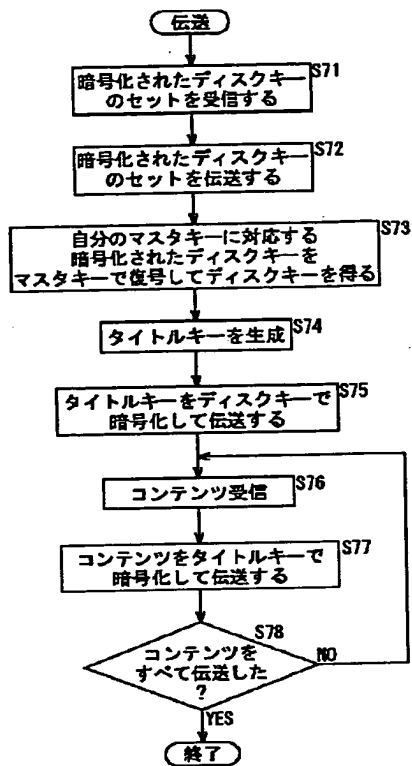 伝送
S71
暗号化されたディスクキー
のセットを受信する
S72
暗号化されたディスクキー
のセットを伝送する
S73
自分のマスタキーに対応する
暗号化されたディスクキーを
マスタキーで復号してディスクキーを得る
S74
タイトルキーを生成
S75
タイトルキーをディスクキーで
暗号化して伝送する
S76
コンテンツ受信
S77
コンテンツをタイトルキーで
暗号化して伝送する
S78
コンテンツを
すべて伝送した
?
NO
YES
終了